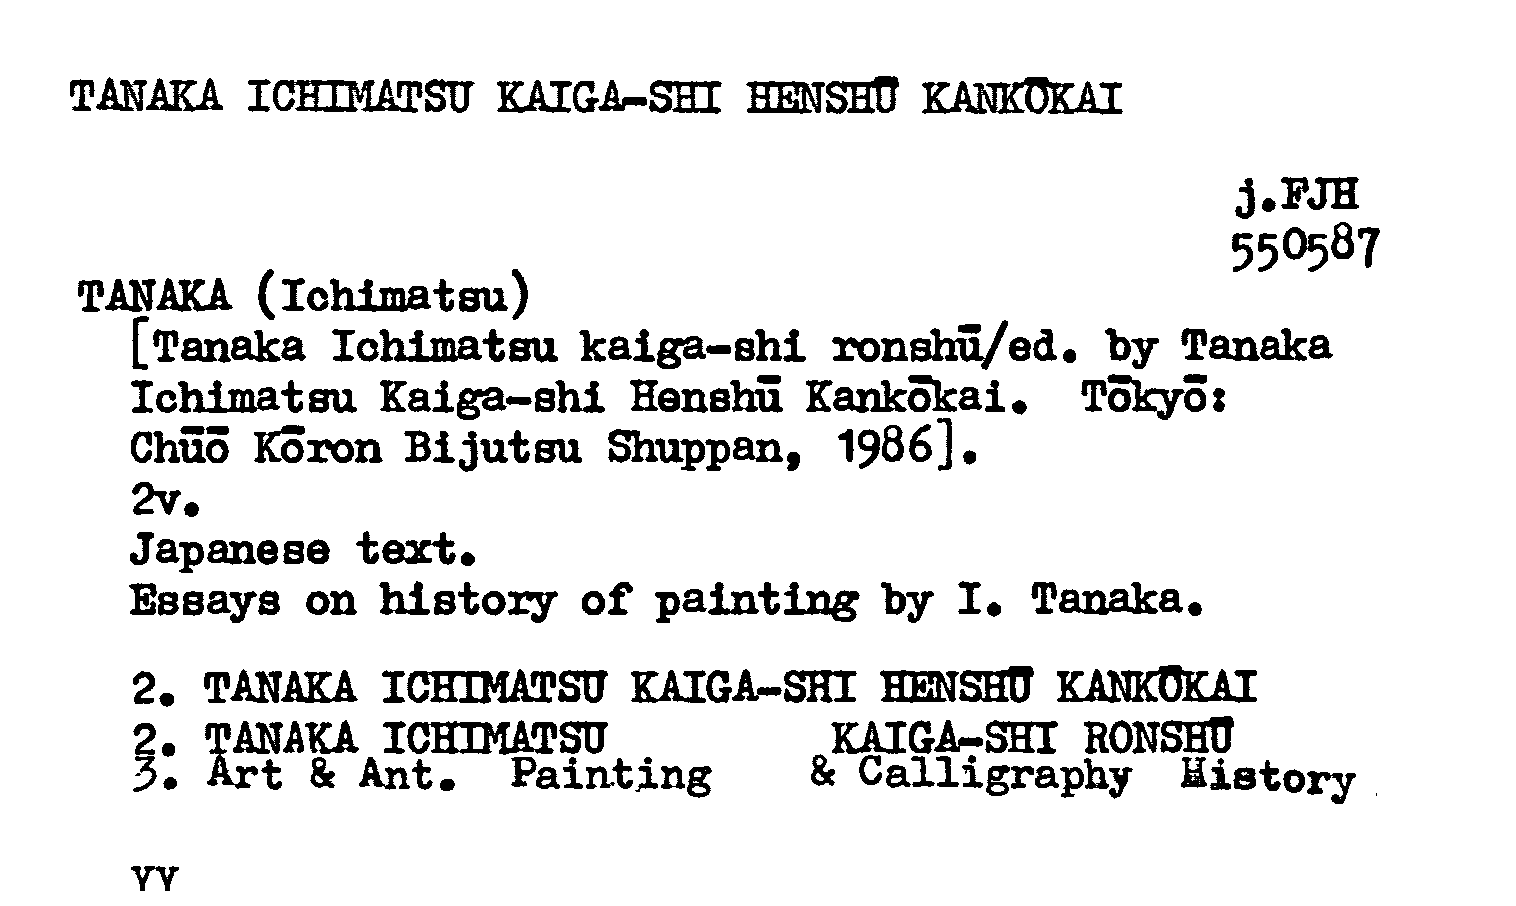 TANAKA ICHIMATSU KAIGA-SHI HENSHŪ KANKŌKAI
j.FJH
550587
TANAKA (Ichimatsu)
[Tanaka Ichimatsu kaiga-shi ronshū/ed. by Tanaka
Ichimatsu Kaiga-shi Henshū Kankōkai. Tōkyō:
Chūō Kōron Bijutsu Shuppan, 1986].
2v.
Japanese text.
Essays on history of painting by I. Tanaka.
2. TANAKA ICHIMATSU KAIGA-SHI HENSHŪ KANKŌKAI
2. TANAKA ICHIMATSU KAIGA-SHI RONSHŪ
3. Art & Ant. Painting & Calligraphy History
YY